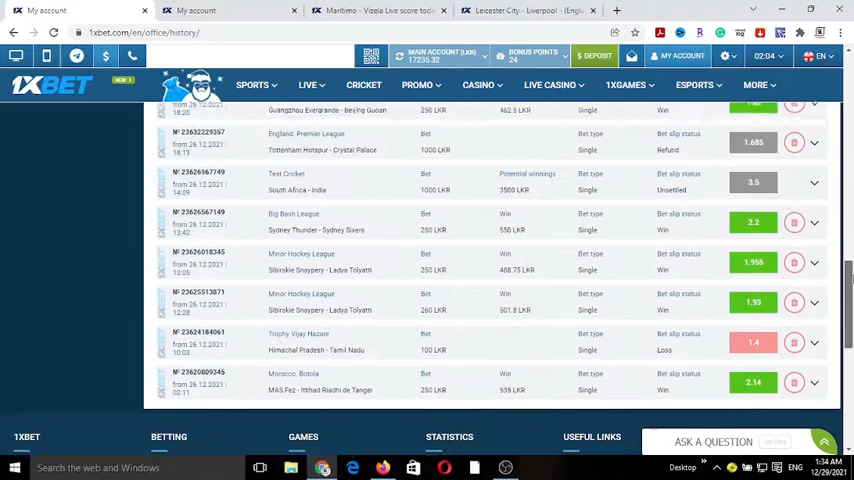 My account
My account
Maritimo - Vizela Live score toda
Leicester City - Liverpool - (Engl
1xbet.com/en/office/history/
MAIN ACCOUNT (LKR)
17235.32
BONUS POINTS
24
$ DEPOSIT
MY ACCOUNT
02:04
EN
1XBET
NEW
SPORTS
LIVE
CRICKET
PROMO
CASINO
LIVE CASINO
1XGAMES
ESPORTS
MORE
from 26.12.2021 |
18:20
Guangzhou Evergrande - Beijing Guoan
250 LKR
462.5 LKR
Single
Win
№ 23632229357
from 26.12.2021 |
18:13
England. Premier League
Tottenham Hotspur - Crystal Palace
Bet
1000 LKR
Bet type
Single
Bet slip status
Refund
1.685
№ 23626967749
from 26.12.2021 |
14:09
Test Cricket
South Africa - India
Bet
1000 LKR
Potential winnings
3500 LKR
Bet type
Single
Bet slip status
Unsettled
3.5
№ 23626567149
from 26.12.2021 |
13:42
Big Bash League
Sydney Thunder - Sydney Sixers
Bet
250 LKR
Win
550 LKR
Bet type
Single
Bet slip status
Win
2.2
№ 23626018345
from 26.12.2021 |
13:05
Minor Hockey League
Sibirskie Snaypery - Ladya Tolyatti
Bet
250 LKR
Win
488.75 LKR
Bet type
Single
Bet slip status
Win
1.955
№ 23625513871
from 26.12.2021 |
12:28
Minor Hockey League
Sibirskie Snaypery - Ladya Tolyatti
Bet
260 LKR
Win
501.8 LKR
Bet type
Single
Bet slip status
Win
1.93
№ 23624184061
from 26.12.2021 |
10:03
Trophy Vijay Hazare
Himachal Pradesh - Tamil Nadu
Bet
100 LKR
Bet type
Single
Bet slip status
Loss
1.4
№ 23620809345
from 26.12.2021 |
02:11
Morocco. Botola
MAS Fez - Ittihad Riadhi de Tanger
Bet
250 LKR
Win
535 LKR
Bet type
Single
Bet slip status
Win
2.14
1XBET
BETTING
GAMES
STATISTICS
USEFUL LINKS
ASK A QUESTION
on-line
Search the web and Windows
Desktop
ENG
1:34 AM
12/29/2021